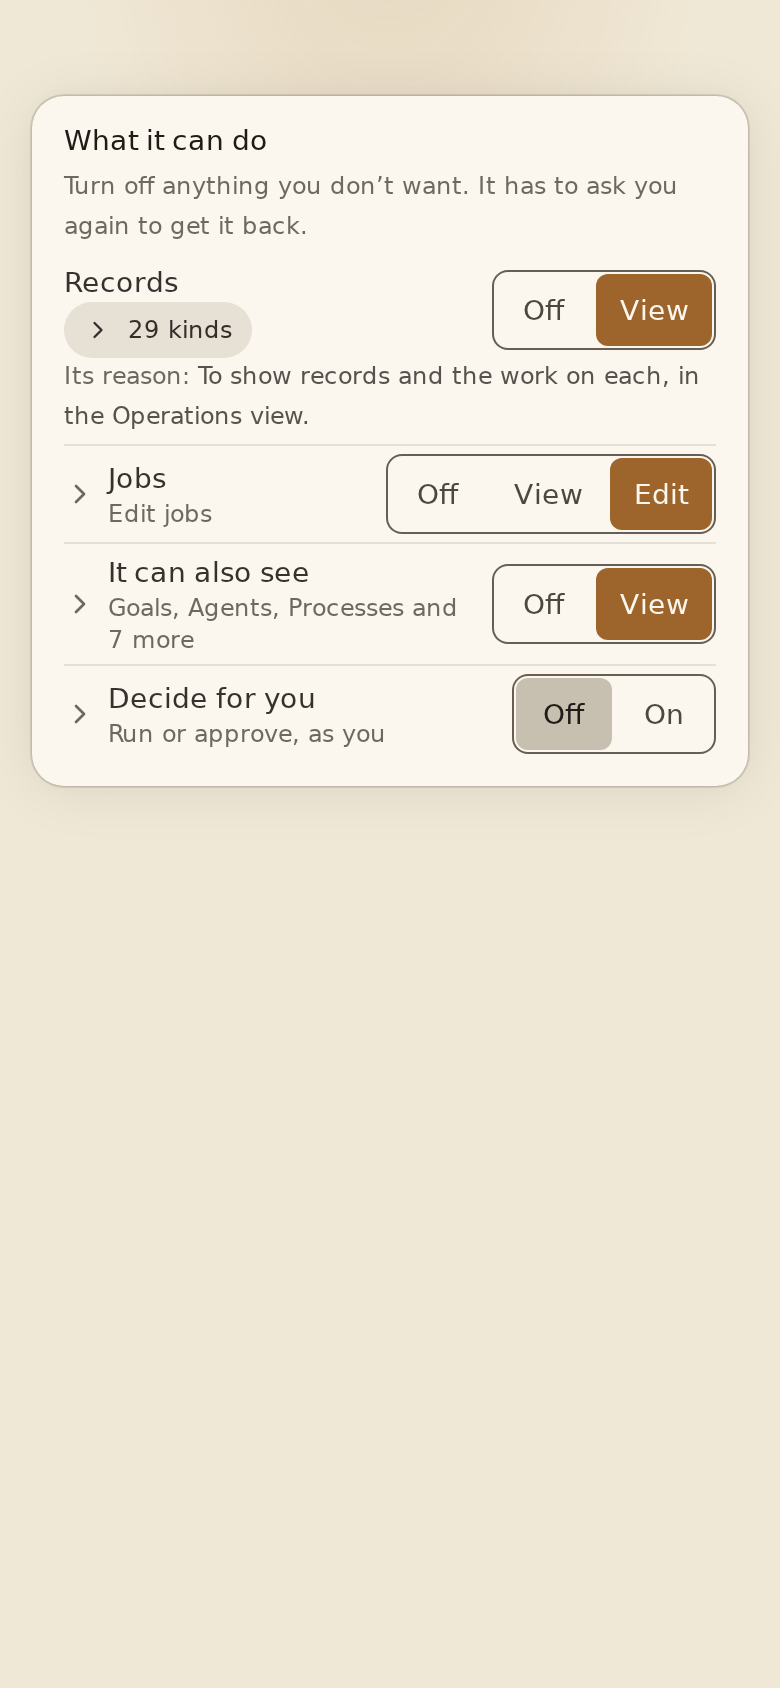 What it can do
Turn off anything you don’t want. It has to ask you
again to get it back.
Records
29 kinds
Off View
Its reason: To show records and the work on each, in
the Operations view.
Jobs
Edit jobs
Off View Edit
It can also see
Goals, Agents, Processes and
7 more
Off View
Decide for you
Run or approve, as you
Off On